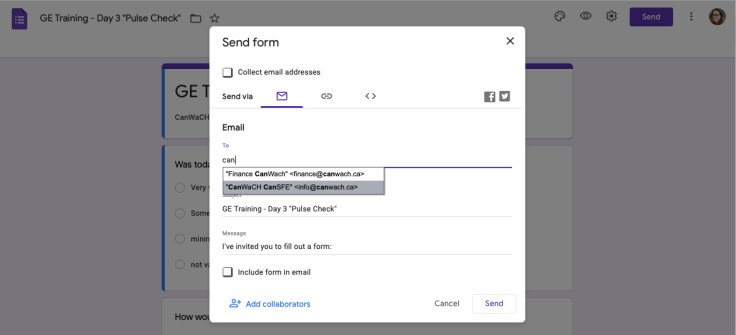 GE Training - Day 3 "Pulse Check"
Send
Send form
Collect email addresses
Send via
Email
To
can
"Finance CanWach" <finance@canwach.ca>
"CanWaCH CanSFE" <info@canwach.ca>
Subject
GE Training - Day 3 "Pulse Check"
Message
I've invited you to fill out a form:
Include form in email
Add collaborators
Cancel
Send
GE T
CanWaCH
Was toda
Very
Some
minin
not va
How wou